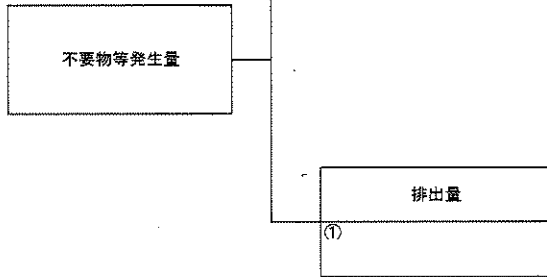 不要物等発生量
排出量
①